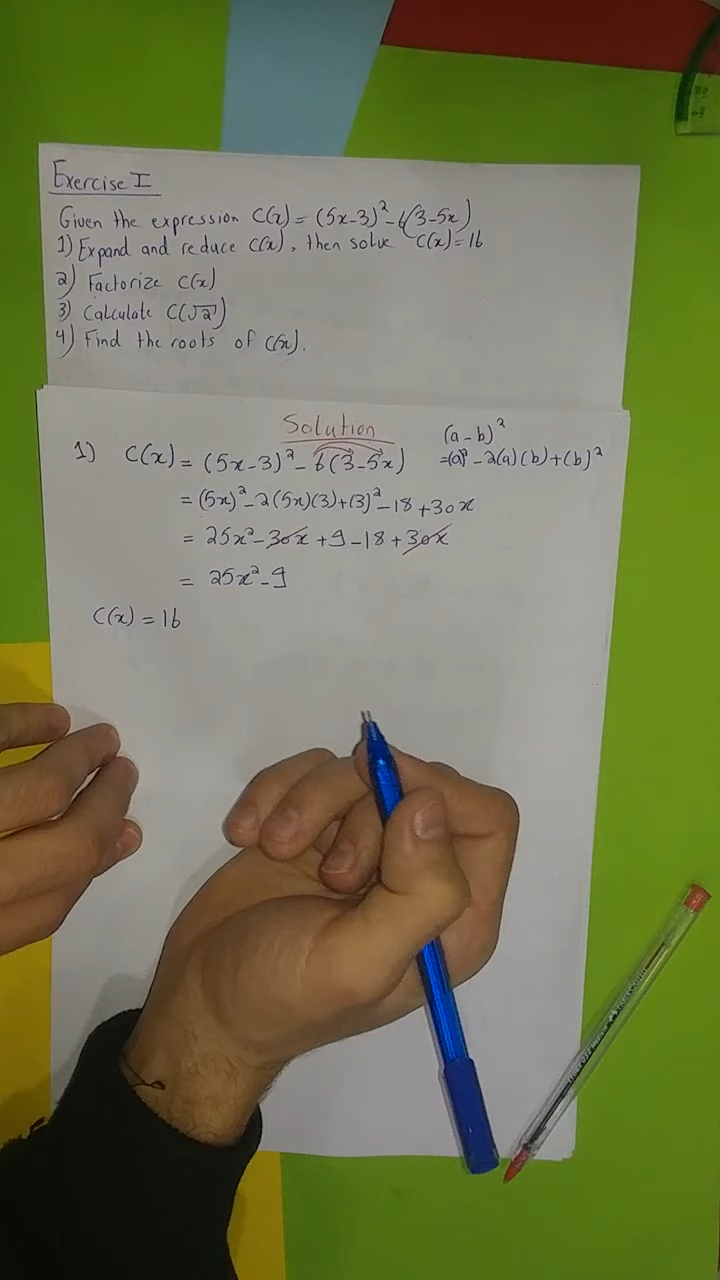 Exercise I
Given the expression C(x) = (5x-3)² - 6(3-5x)
1) Expand and reduce C(x), then solve C(x) = 16
2) Factorize C(x)
3) Calculate C(√2)
4) Find the roots of C(x).
Solution
(a-b)²
= (a)² - 2(a)(b) + (b)²
1) C(x) = (5x-3)² - 6(3-5x)
= (5x)² - 2(5x)(3) + (3)² - 18 + 30x
= 25x² - 30x + 9 - 18 + 30x
= 25x² - 9
C(x) = 16